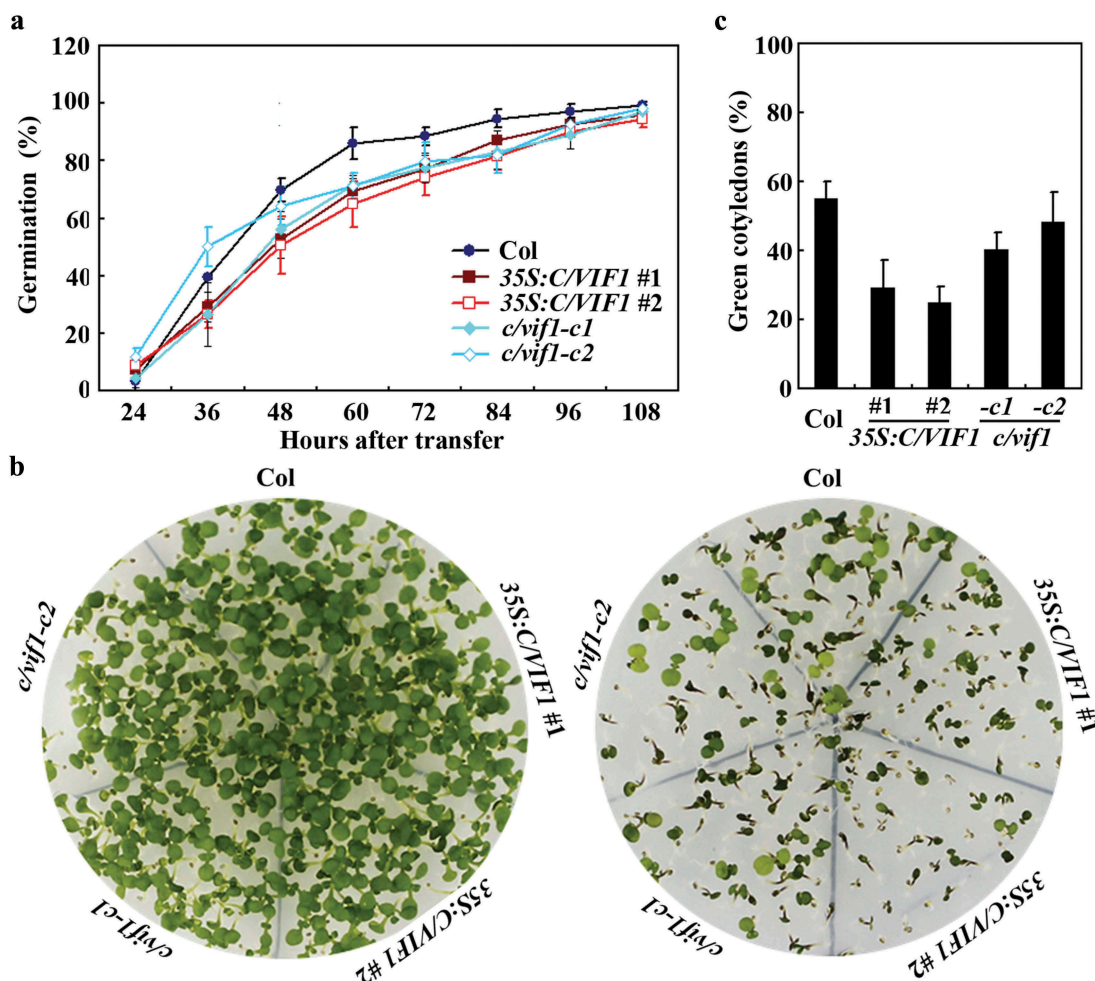 a
120
100
80
60
40
20
0
Germination (%)
24 36 48 60 72 84 96 108
Hours after transfer
Col
35S:C/VIF1 #1
35S:C/VIF1 #2
c/vif1-c1
c/vif1-c2
c
100
80
60
40
20
0
Green cotyledons (%)
Col #1 #2 -c1 -c2
35S:C/VIF1 c/vif1
b
Col
35S:C/VIF1 #1
35S:C/VIF1 #2
c/vif1-c1
c/vif1-c2
Col
35S:C/VIF1 #1
35S:C/VIF1 #2
c/vif1-c1
c/vif1-c2